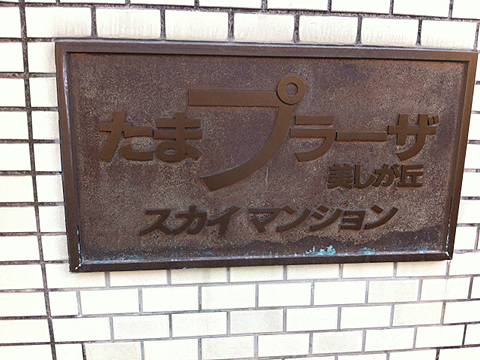 たまプラーザ
美しが丘
スカイマンション